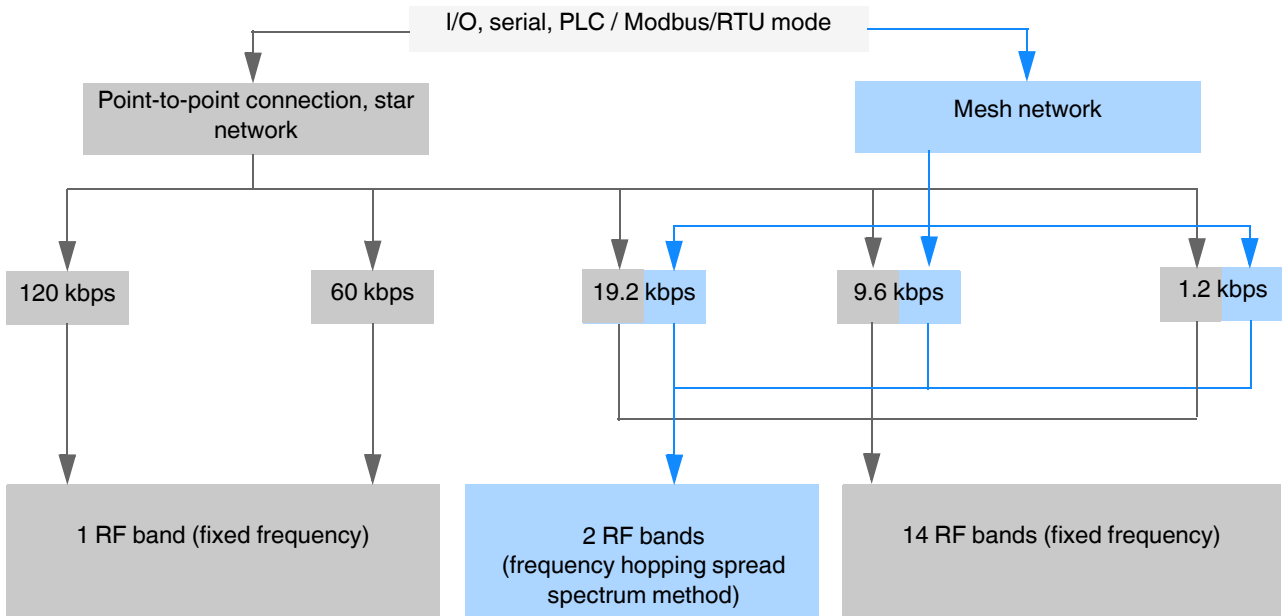 I/O, serial, PLC / Modbus/RTU mode
Point-to-point connection, star
network
Mesh network
120 kbps
60 kbps
19.2 kbps
9.6 kbps
1.2 kbps
1 RF band (fixed frequency)
2 RF bands
(frequency hopping spread
spectrum method)
14 RF bands (fixed frequency)